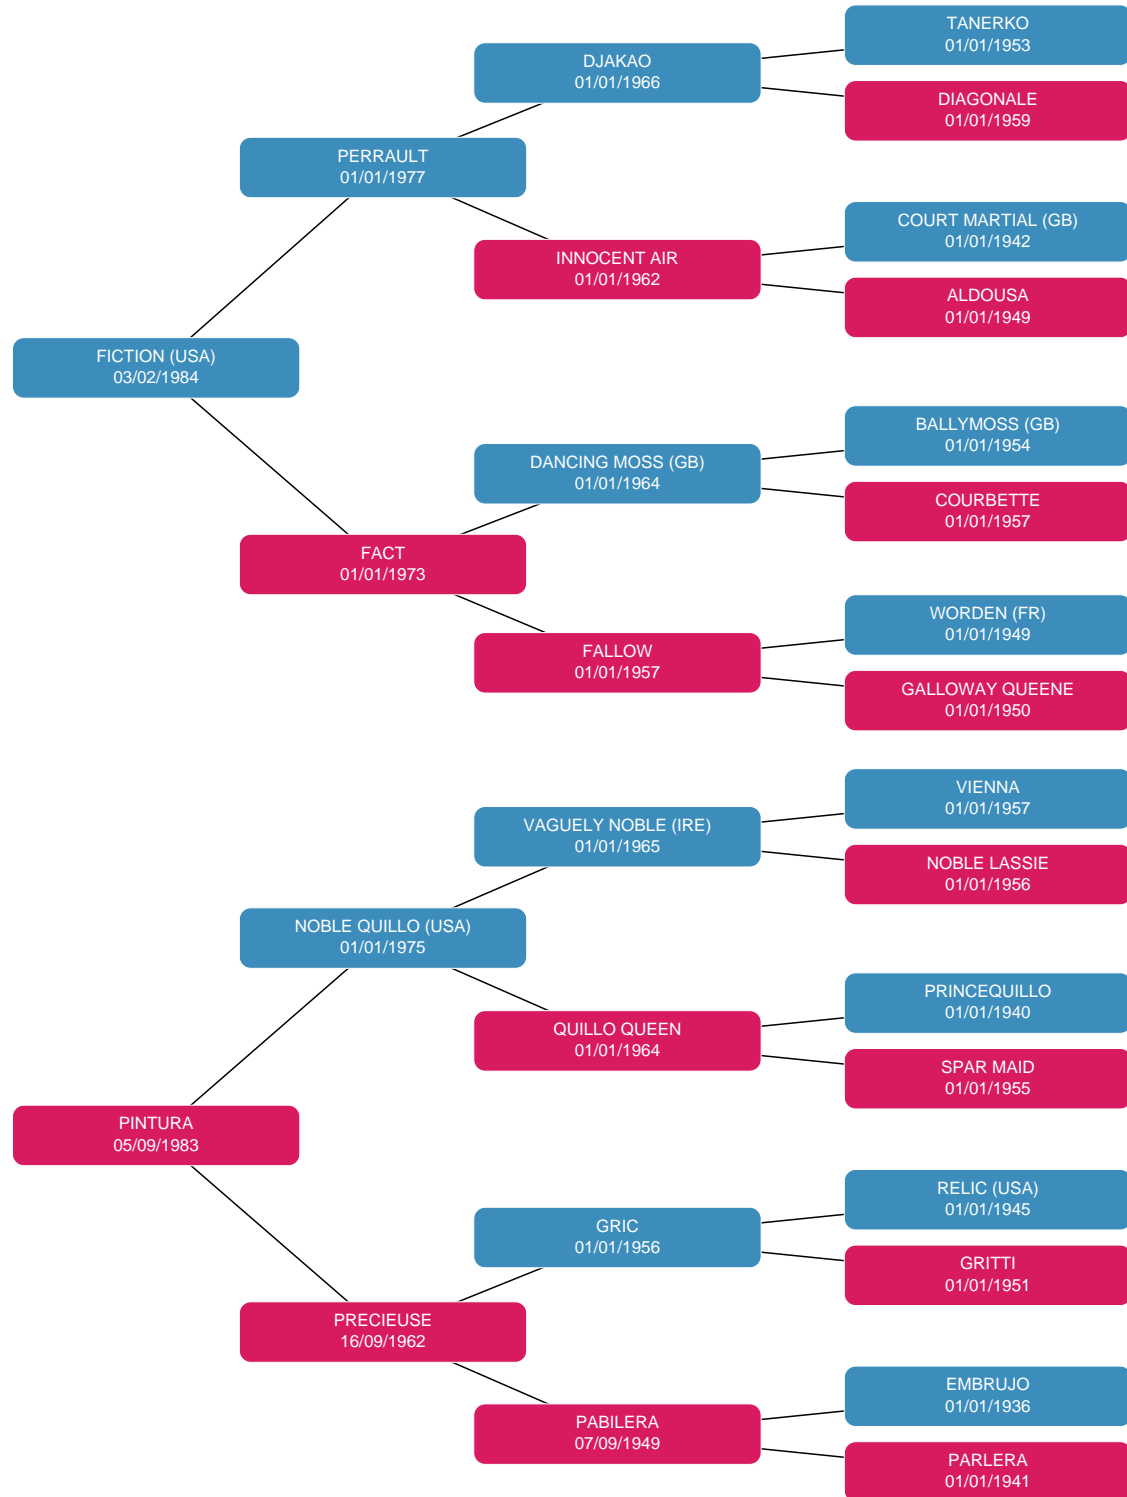 TANERKO
01/01/1953
DJAKAO
01/01/1966
DIAGONALE
01/01/1959
PERRAULT
01/01/1977
COURT MARTIAL (GB)
01/01/1942
INNOCENT AIR
01/01/1962
ALDOUSA
01/01/1949
FICTION (USA)
03/02/1984
BALLYMOSS (GB)
01/01/1954
DANCING MOSS (GB)
01/01/1964
COURBETTE
01/01/1957
FACT
01/01/1973
WORDEN (FR)
01/01/1949
FALLOW
01/01/1957
GALLOWAY QUEENE
01/01/1950
VIENNA
01/01/1957
VAGUELY NOBLE (IRE)
01/01/1965
NOBLE LASSIE
01/01/1956
NOBLE QUILLO (USA)
01/01/1975
PRINCEQUILLO
01/01/1940
QUILLO QUEEN
01/01/1964
SPAR MAID
01/01/1955
PINTURA
05/09/1983
RELIC (USA)
01/01/1945
GRIC
01/01/1956
GRITTI
01/01/1951
PRECIEUSE
16/09/1962
EMBRUJO
01/01/1936
PABILERA
07/09/1949
PARLERA
01/01/1941